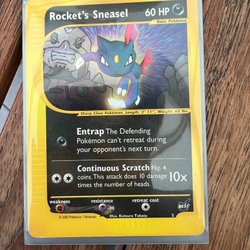 Rocket's Sneasel 60 HP
Basic Pokémon
Sharp Claw Pokémon. Length: 2' 11", Weight: 62 lbs
Entrap The Defending
Pokémon can't retreat during
your opponent's next turn.
Continuous Scratch Flip 4
coins. This attack does 10 damage
times the number of heads. 10x
weakness resistance retreat cost
Illus.
5